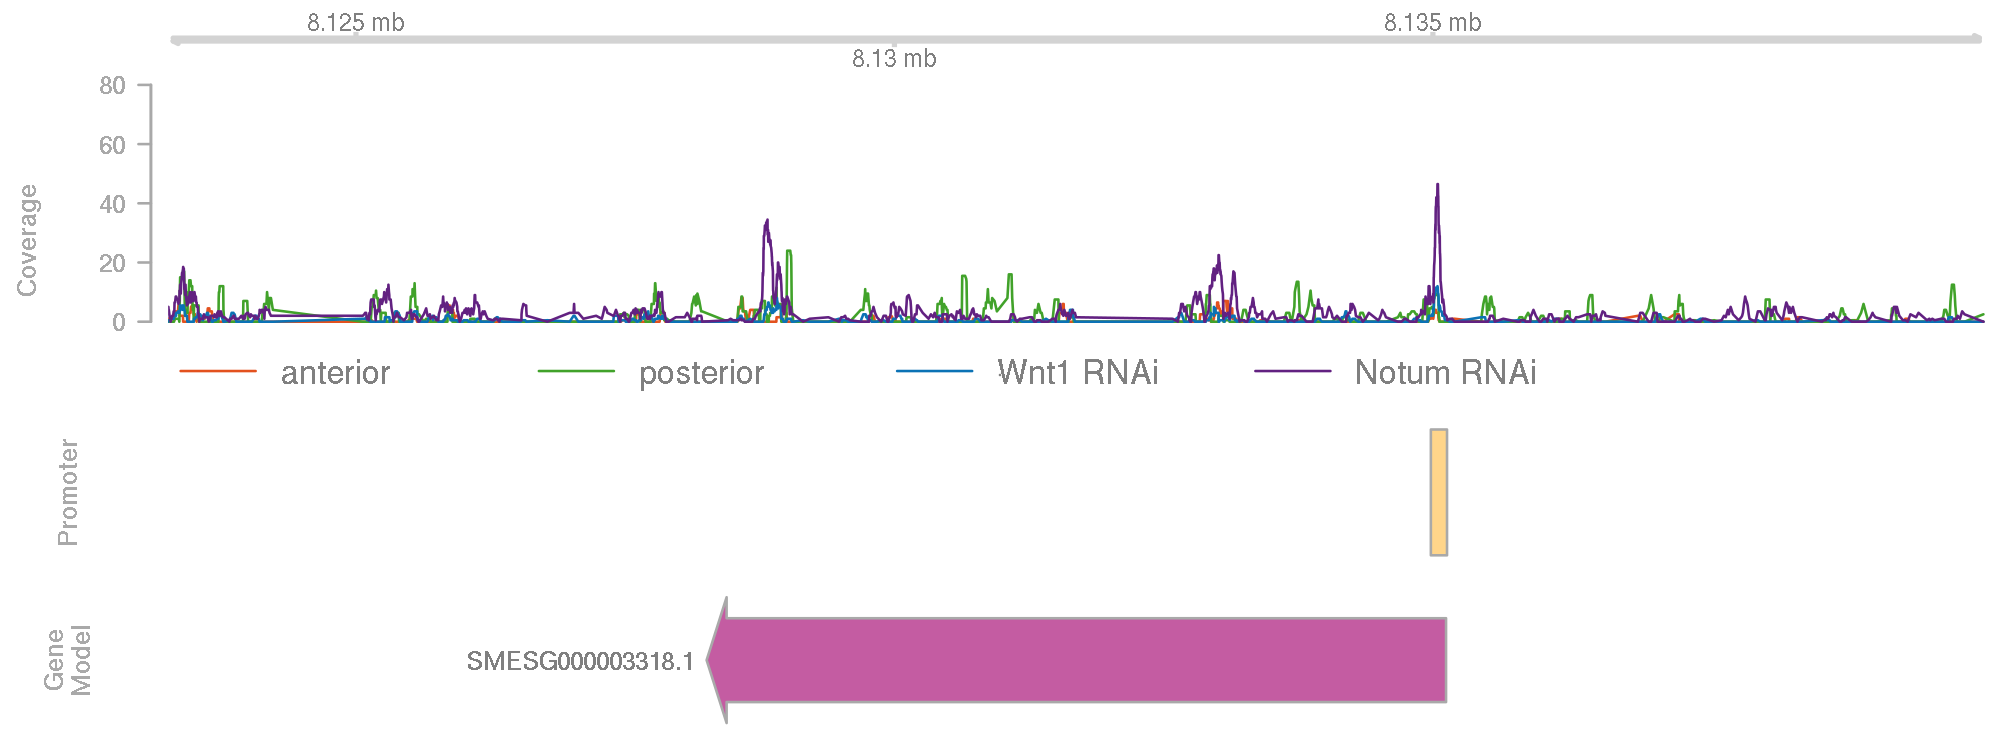 8.125 mb
8.135 mb
8.13 mb
Coverage
80
60
40
20
0
anterior
posterior
Wnt1 RNAi
Notum RNAi
Promoter
Gene
Model
SMESG000003318.1